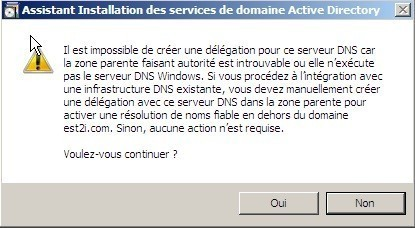 Assistant Installation des services de domaine Active Directory
Il est impossible de créer une délégation pour ce serveur DNS car
la zone parente faisant autorité est introuvable ou elle n'exécute
pas le serveur DNS Windows. Si vous procédez à l'intégration avec
une infrastructure DNS existante, vous devez manuellement créer
une délégation avec ce serveur DNS dans la zone parente pour
activer une résolution de noms fiable en dehors du domaine
est2i.com. Sinon, aucune action n'est requise.
Voulez-vous continuer ?
Oui
Non